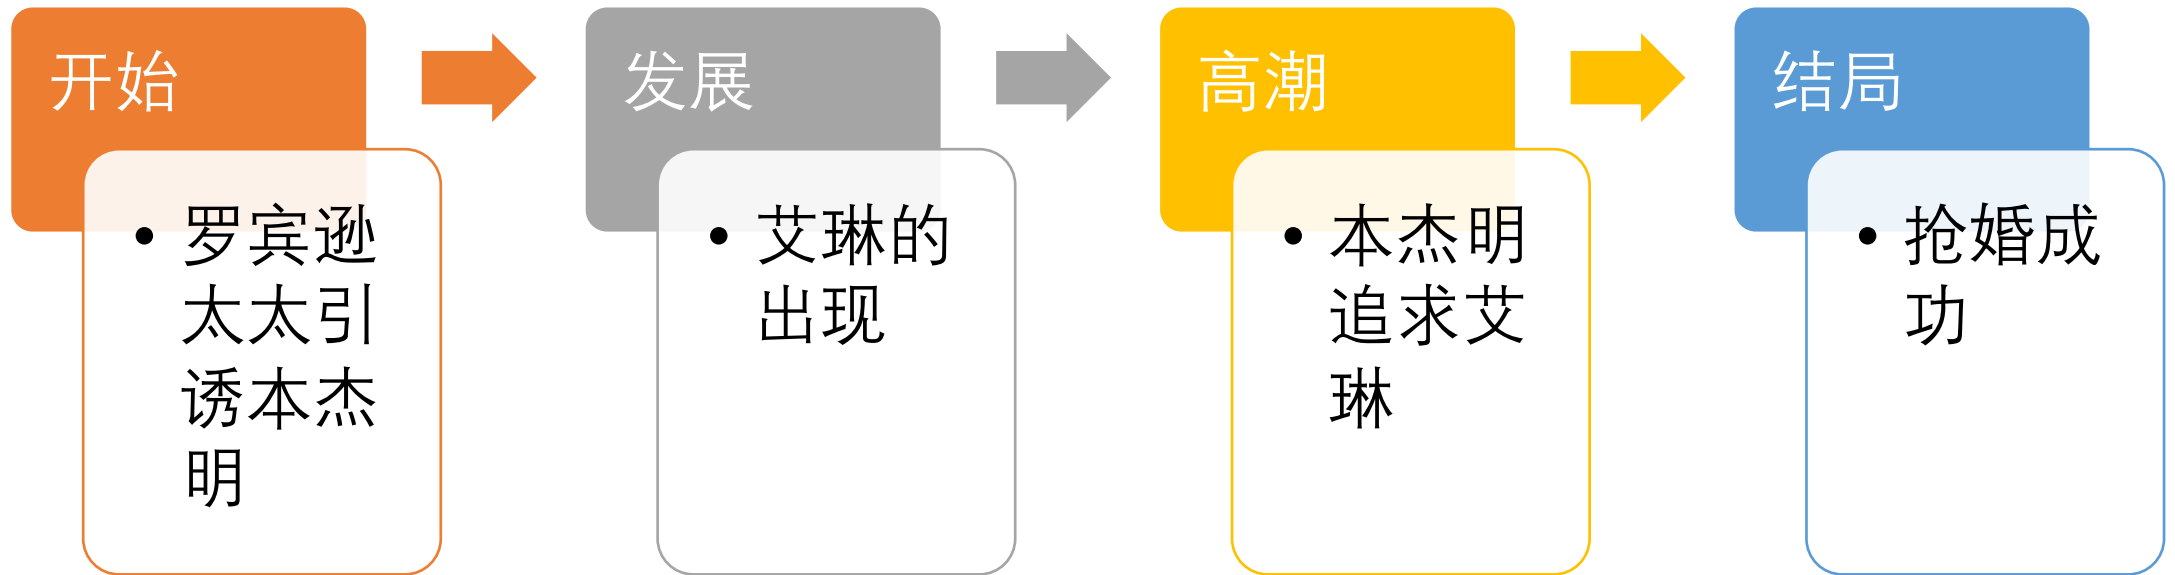 开始
• 罗宾逊
太太引
诱本杰
明
发展
• 艾琳的
出现
高潮
• 本杰明
追求艾
琳
结局
• 抢婚成
功